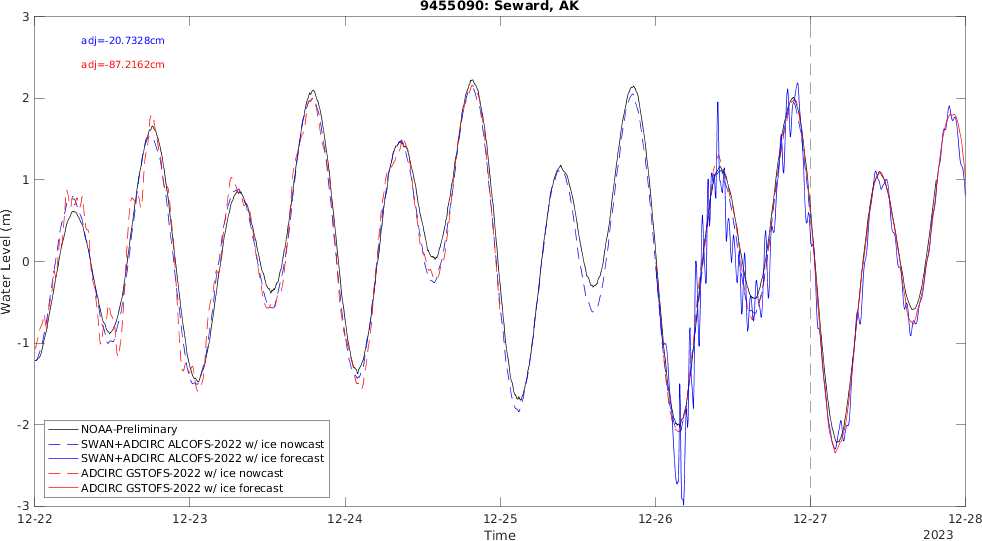 9455090: Seward, AK
adj=-20.7328cm
adj=-87.2162cm
Water Level (m)
3
2
1
0
-1
-2
-3
NOAA-Preliminary
SWAN+ADCIRC ALCOFS-2022 w/ ice nowcast
SWAN+ADCIRC ALCOFS-2022 w/ ice forecast
ADCIRC GSTOFS-2022 w/ ice nowcast
ADCIRC GSTOFS-2022 w/ ice forecast
12-22 12-23 12-24 12-25 12-26 12-27 12-28
Time
2023